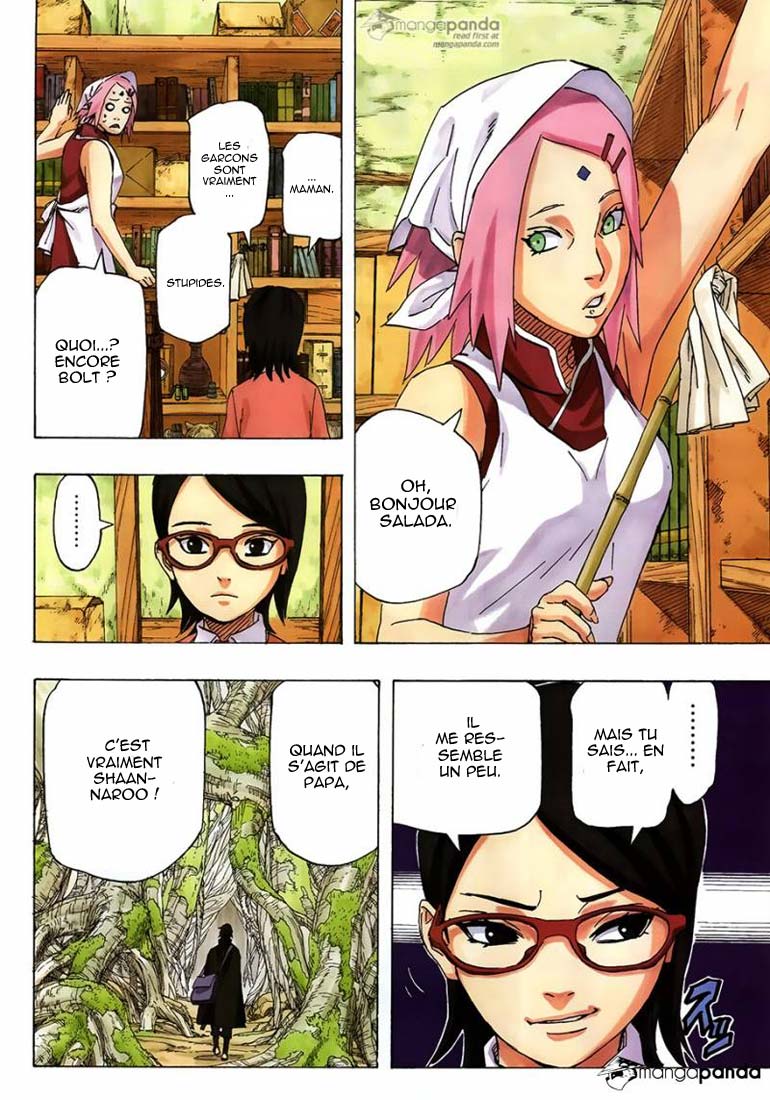 mangapanda
read first at
mangapanda.com
OH,
BONJOUR
SALADA.
...
MAMAN.
LES
GARCONS
SONT
VRAIMENT
...
STUPIDES.
QUOI...?
ENCORE
BOLT ?
........
........
MAIS TU
SAIS... EN
FAIT,
IL
ME RES-
SEMBLE
UN PEU.
スッ
QUAND IL
S'AGIT DE
PAPA,
C'EST
VRAIMENT
SHAAN-
NAROO !
mangapanda